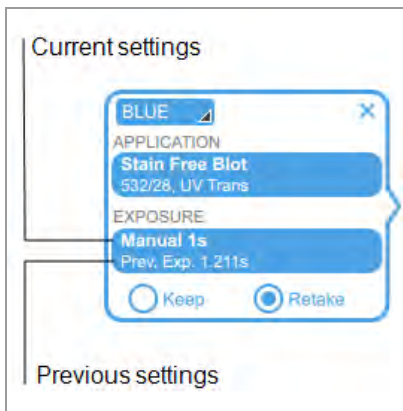 Current settings
BLUE
APPLICATION
Stain Free Blot
532/28, UV Trans
EXPOSURE
Manual 1s
Prev. Exp. 1.211s
Keep Retake
Previous settings